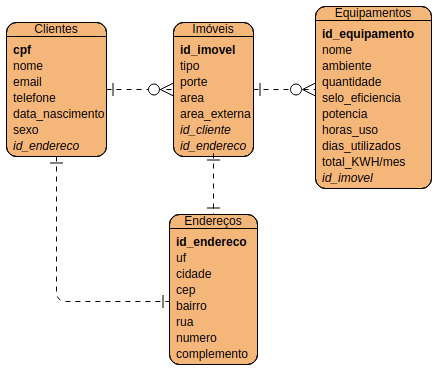 Clientes
cpf
nome
email
telefone
data_nascimento
sexo
id_endereco
Imóveis
id_imovel
tipo
porte
area
area_externa
id_cliente
id_endereco
Equipamentos
id_equipamento
nome
ambiente
quantidade
selo_eficiencia
potencia
horas_uso
dias_utilizados
total_KWH/mes
id_imovel
Endereços
id_endereco
uf
cidade
cep
bairro
rua
numero
complemento